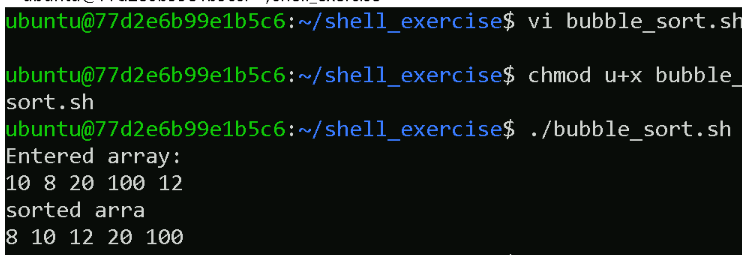 ubuntu@77d2e6b99e1b5c6:~/shell_exercise$ vi bubble_sort.sh
ubuntu@77d2e6b99e1b5c6:~/shell_exercise$ chmod u+x bubble_
sort.sh
ubuntu@77d2e6b99e1b5c6:~/shell_exercise$ ./bubble_sort.sh
Entered array:
10 8 20 100 12
sorted arra
8 10 12 20 100